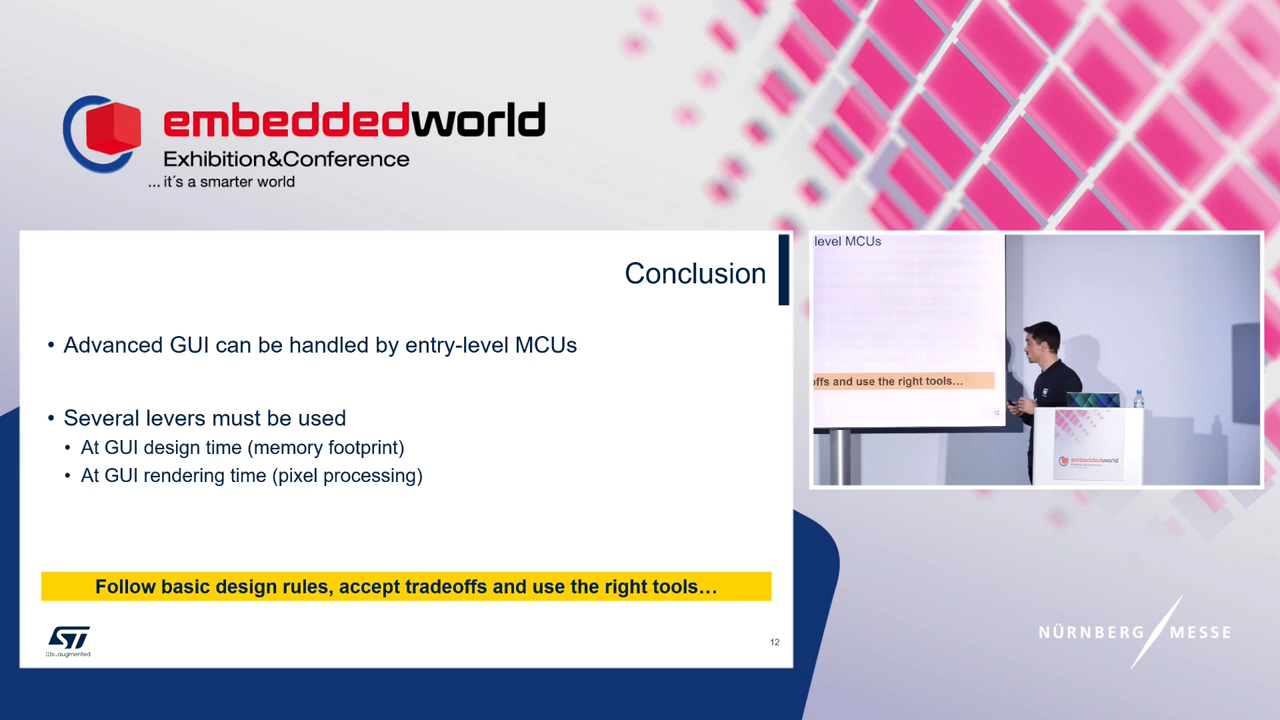 embeddedworld
Exhibition&Conference
... it´s a smarter world
Conclusion
• Advanced GUI can be handled by entry-level MCUs
• Several levers must be used
• At GUI design time (memory footprint)
• At GUI rendering time (pixel processing)
Follow basic design rules, accept tradeoffs and use the right tools…
ST
life.augmented
12
-level MCUs
offs and use the right tools…
12
embeddedworld
NÜRNBERG MESSE